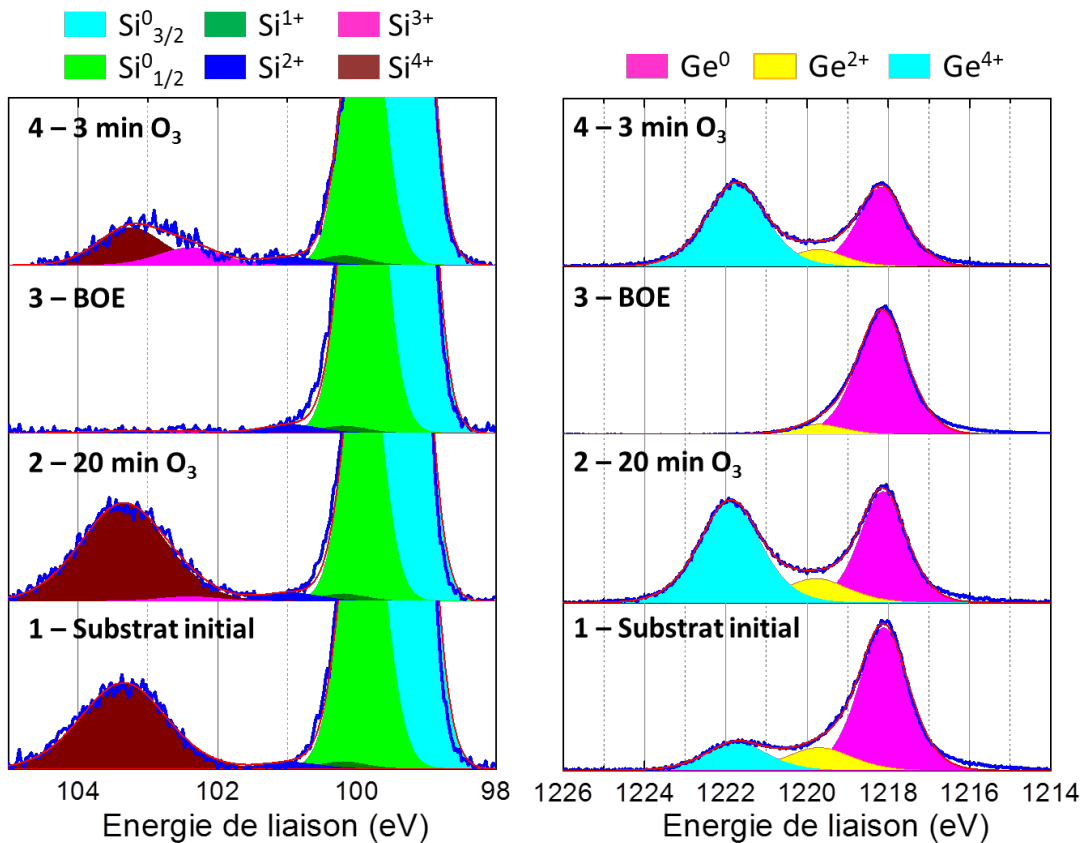 Si⁰₃/₂ Si¹⁺ Si³⁺
Si⁰₁/₂ Si²⁺ Si⁴⁺
4 – 3 min O₃
3 – BOE
2 – 20 min O₃
1 – Substrat initial
104 102 100 98
Energie de liaison (eV)
Ge⁰ Ge²⁺ Ge⁴⁺
4 – 3 min O₃
3 – BOE
2 – 20 min O₃
1 – Substrat initial
1226 1224 1222 1220 1218 1216 1214
Energie de liaison (eV)